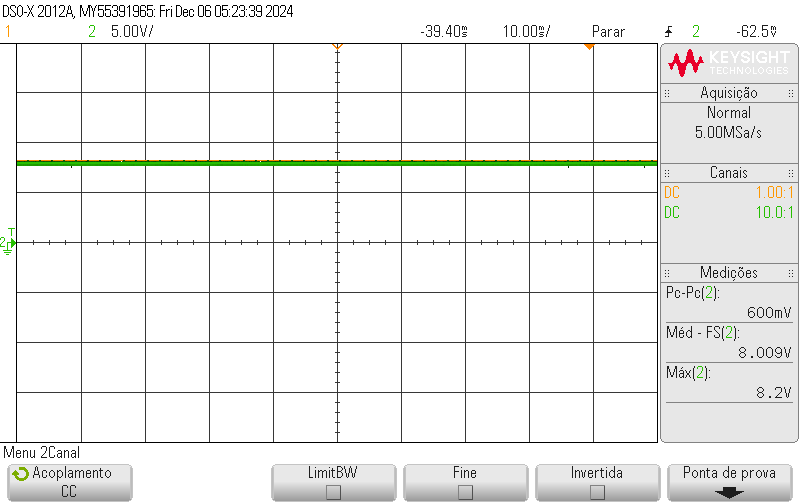 DSO-X 2012A, MY55391965: Fri Dec 06 05:23:39 2024
1 2 5.00V/ -39.40s 10.00s/ Parar 2 -62.5V
KEYSIGHT
TECHNOLOGIES
Aquisição
Normal
5.00MSa/s
Canais
DC 1.00:1
DC 10.0:1
Medições
Pc-Pc(2):
600mV
Méd - FS(2):
8.009V
Máx(2):
8.2V
T
2
Menu 2Canal
Acoplamento
CC
LimitBW
Fine
Invertida
Ponta de prova